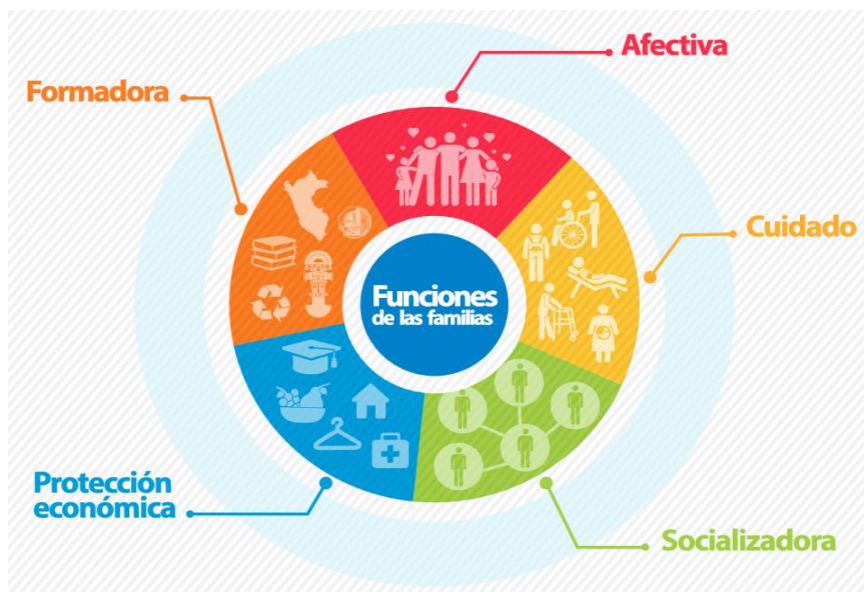 Afectiva
Formadora
Cuidado
Funciones
de las familias
Protección
económica
Socializadora